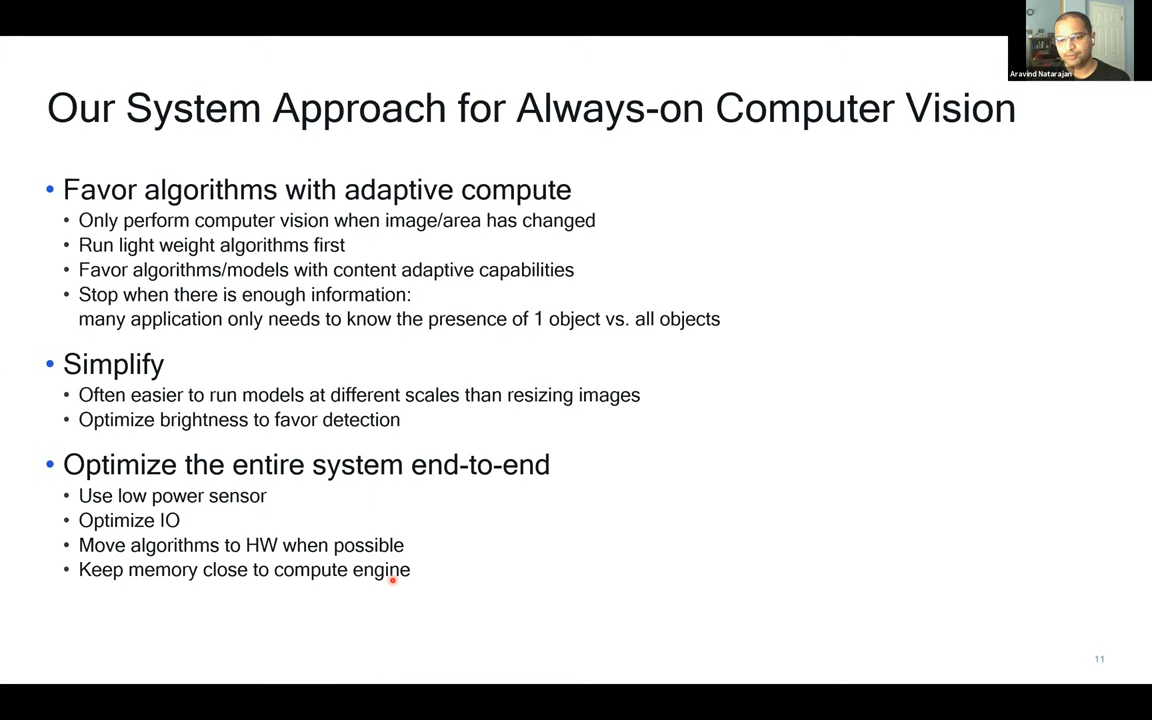 Aravind Natarajan
Our System Approach for Always-on Computer Vision
• Favor algorithms with adaptive compute
• Only perform computer vision when image/area has changed
• Run light weight algorithms first
• Favor algorithms/models with content adaptive capabilities
• Stop when there is enough information:
many application only needs to know the presence of 1 object vs. all objects
• Simplify
• Often easier to run models at different scales than resizing images
• Optimize brightness to favor detection
• Optimize the entire system end-to-end
• Use low power sensor
• Optimize IO
• Move algorithms to HW when possible
• Keep memory close to compute engine
11